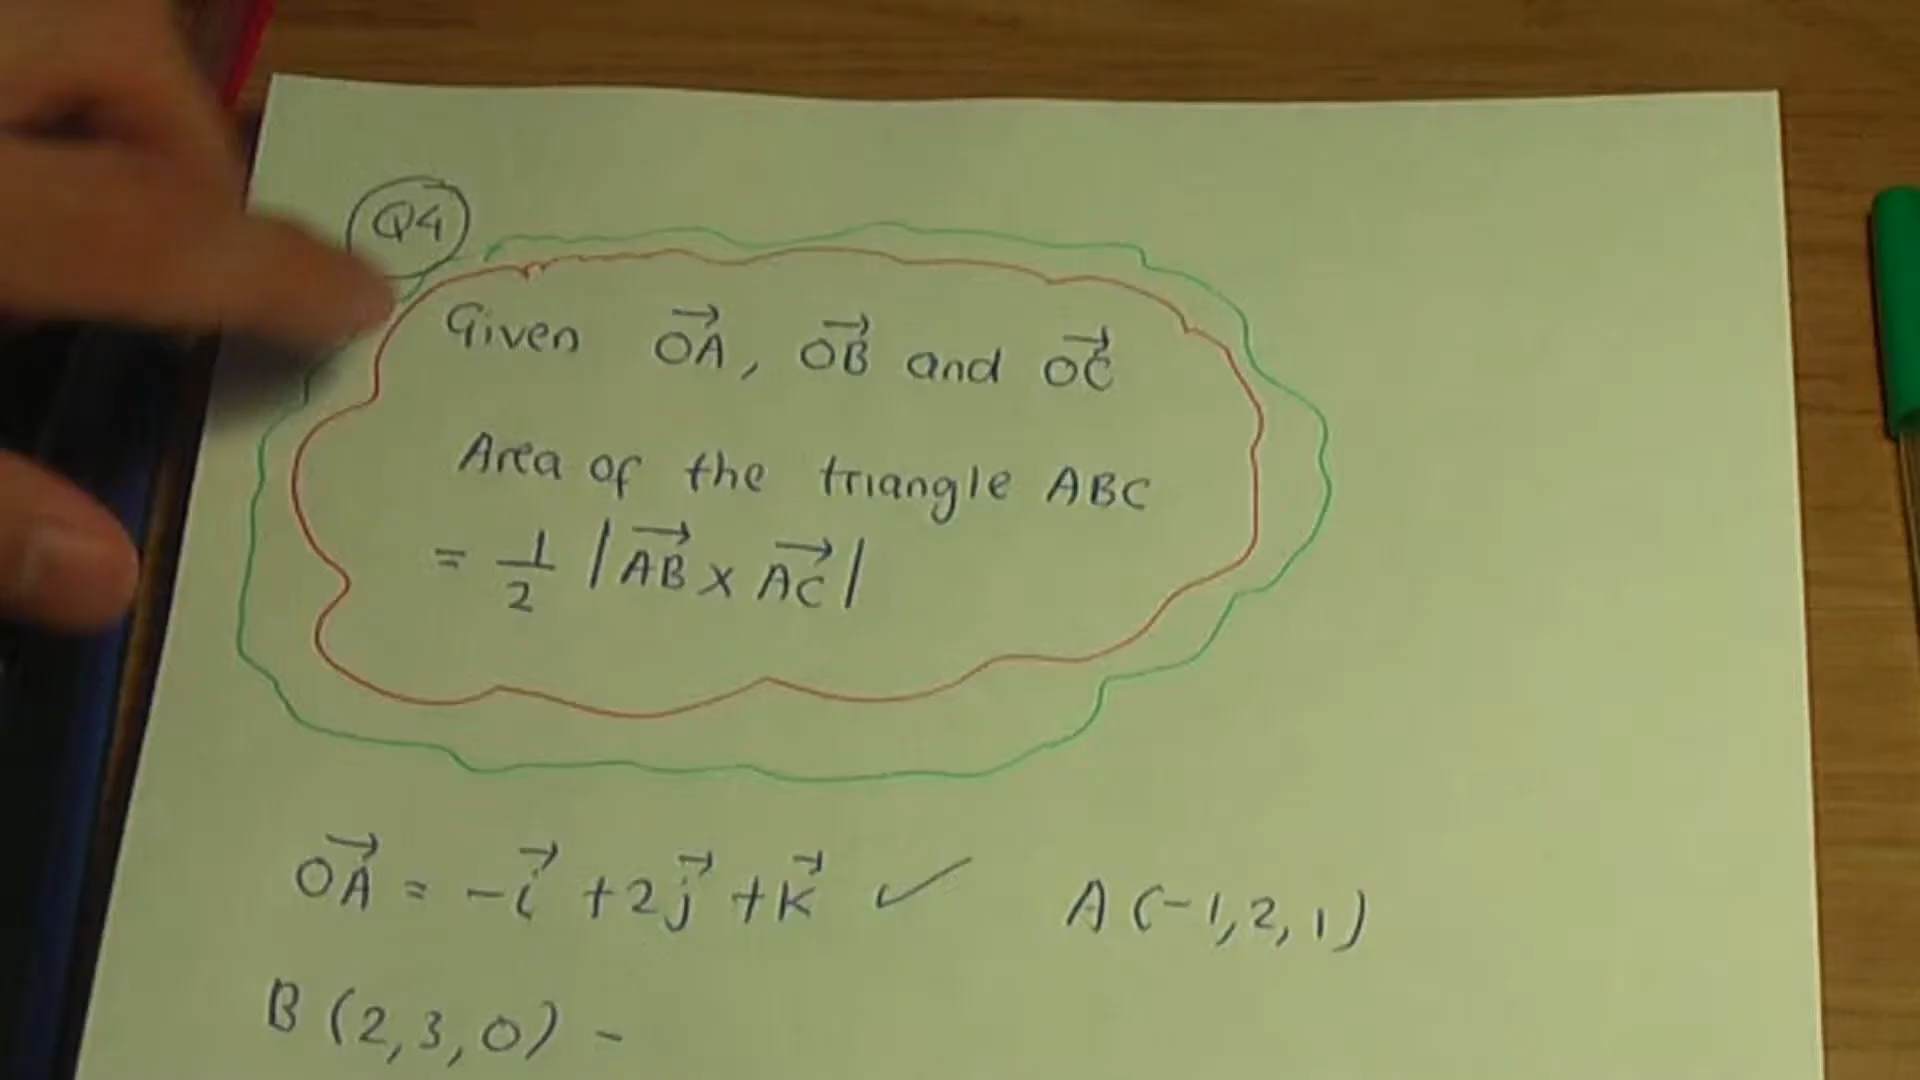 Q4
Given →OA, →OB and →OC
Area of the triangle ABC
= 1/2 |→AB × →AC|
→OA = -→i + 2→j + →k ✓ A(-1,2,1)
B(2,3,0) -